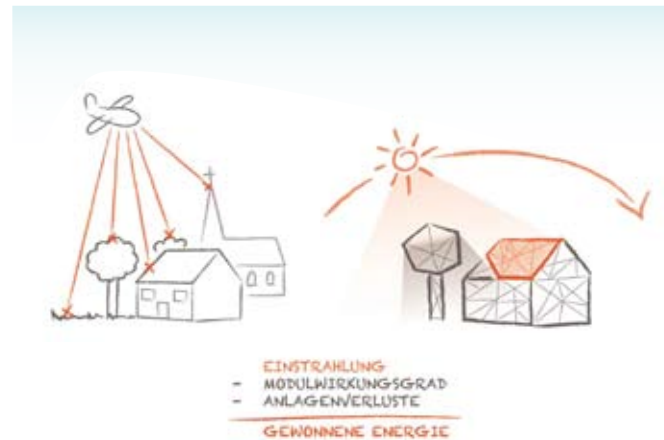 EINSTRAHLUNG
- MODULWIRKUNGSGRAD
- ANLAGENVERLUSTE
GEWONNENE ENERGIE